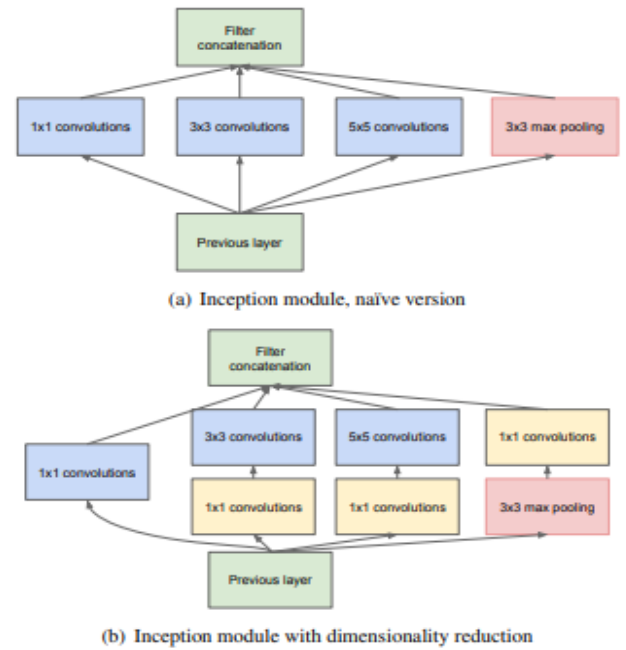 Filter
concatenation
1x1 convolutions
3x3 convolutions
5x5 convolutions
3x3 max pooling
Previous layer
(a) Inception module, naïve version
Filter
concatenation
3x3 convolutions
5x5 convolutions
1x1 convolutions
1x1 convolutions
1x1 convolutions
1x1 convolutions
3x3 max pooling
Previous layer
(b) Inception module with dimensionality reduction